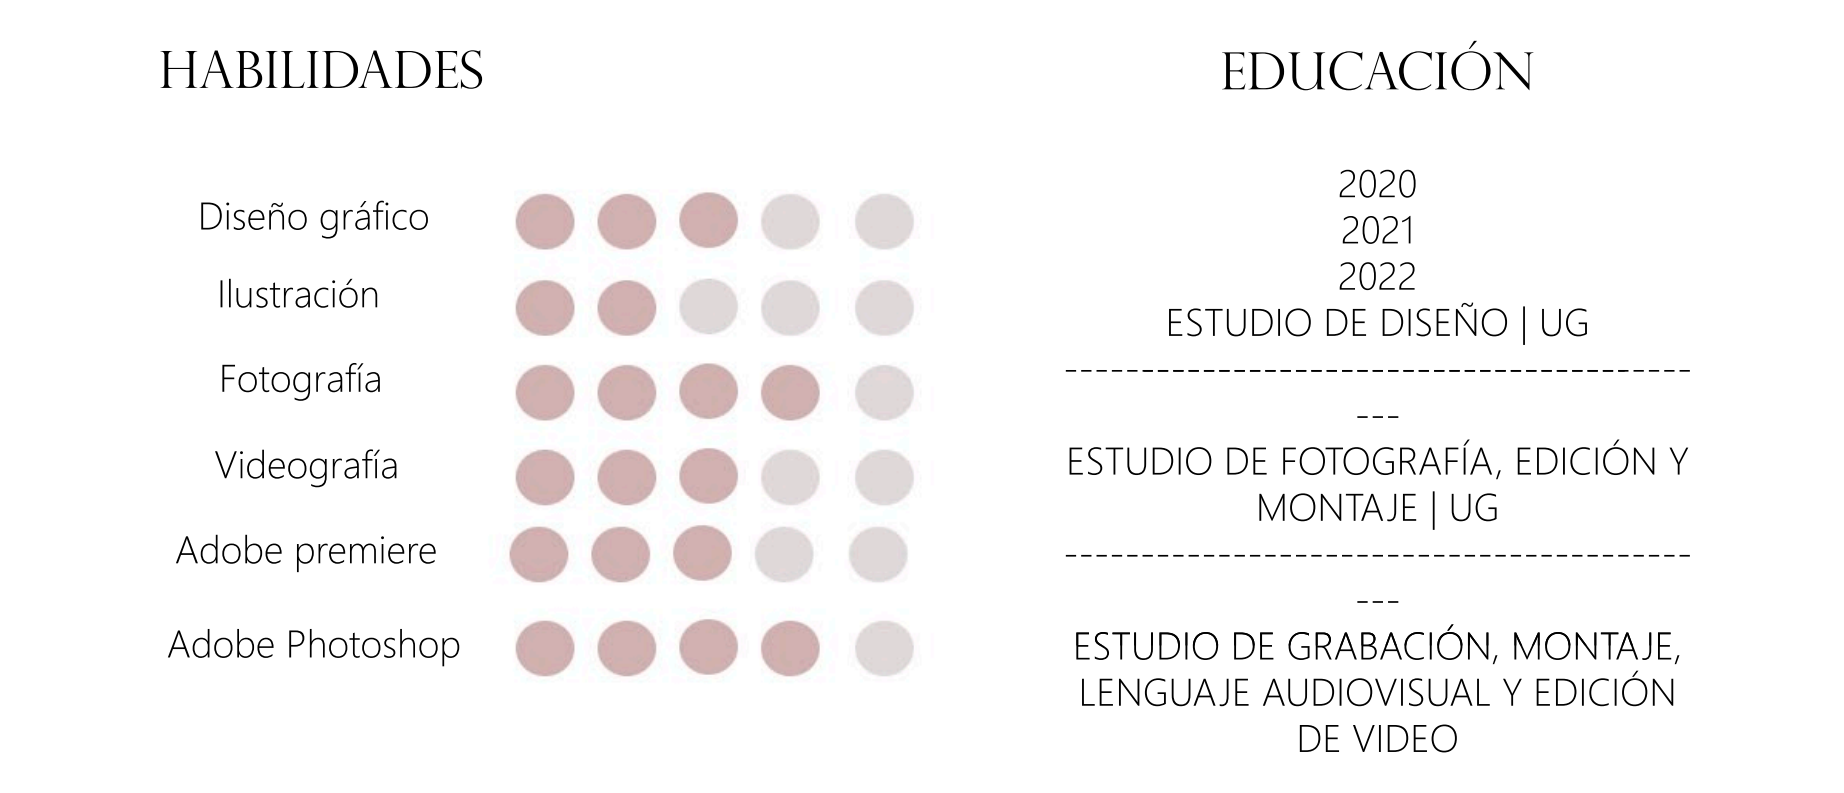 HABILIDADES
Diseño gráfico
Ilustración
Fotografía
Videografía
Adobe premiere
Adobe Photoshop
EDUCACIÓN
2020
2021
2022
ESTUDIO DE DISEÑO | UG
-----------------------------------------
---
ESTUDIO DE FOTOGRAFÍA, EDICIÓN Y
MONTAJE | UG
-----------------------------------------
---
ESTUDIO DE GRABACIÓN, MONTAJE,
LENGUAJE AUDIOVISUAL Y EDICIÓN
DE VIDEO